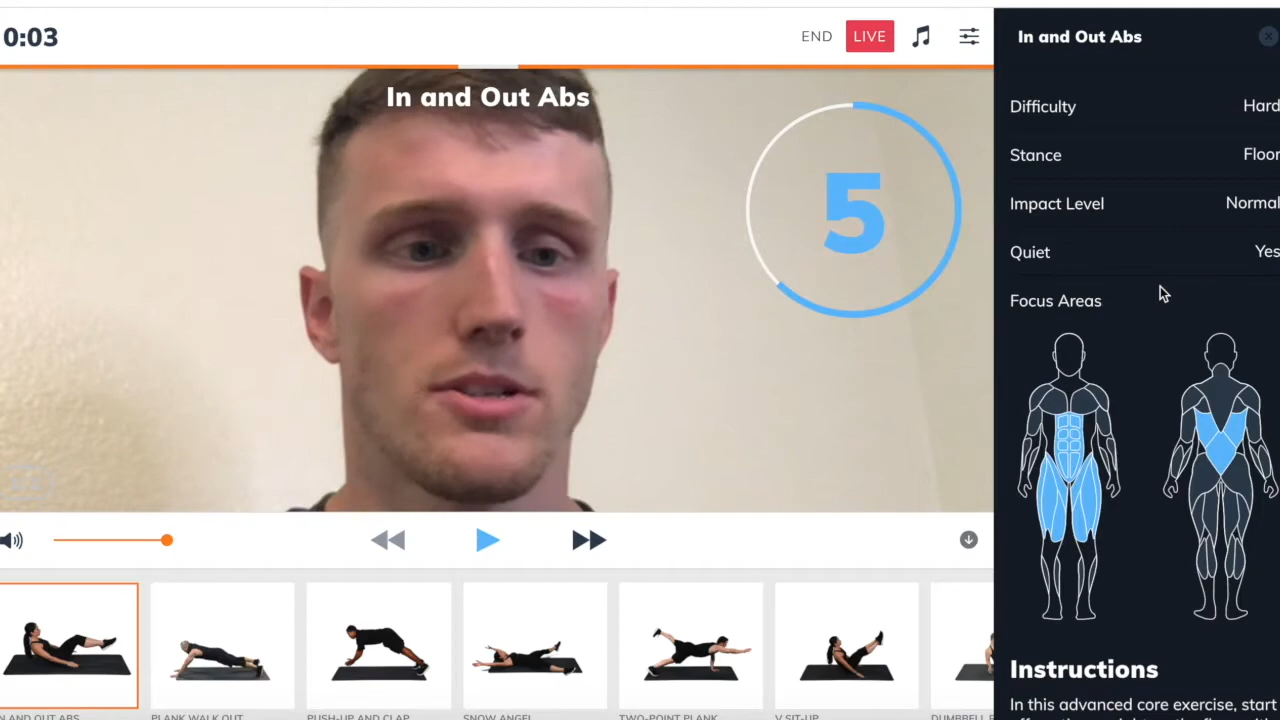 0:03
END
LIVE
In and Out Abs
5
In and Out Abs
Difficulty Hard
Stance Floor
Impact Level Normal
Quiet Yes
Focus Areas
Instructions
In this advanced core exercise, start
PLANK WALK OUT
PUSH-UP AND CLAP
SNOW ANGEL
TWO-POINT PLANK
V SIT-UP